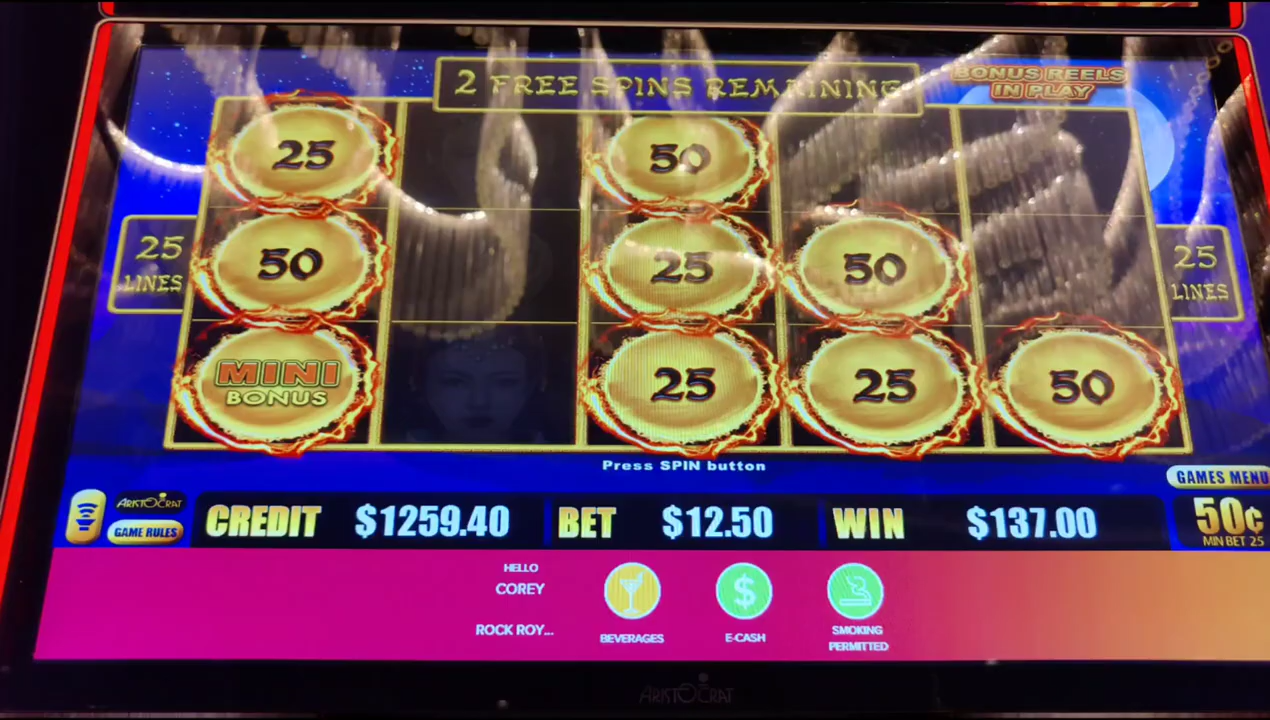 2 FREE SPINS REMAINING
BONUS REELS
IN PLAY
25
50
50
25
50
MINI
BONUS
25
25
50
25
LINES
25
LINES
Press SPIN button
GAMES MENU
ARISTOCRAT
GAME RULES
CREDIT $1259.40
BET $12.50
WIN $137.00
50¢
MIN BET 25
HELLO
COREY
ROCK ROY...
BEVERAGES
E-CASH
SMOKING
PERMITTED
ARISTOCRAT